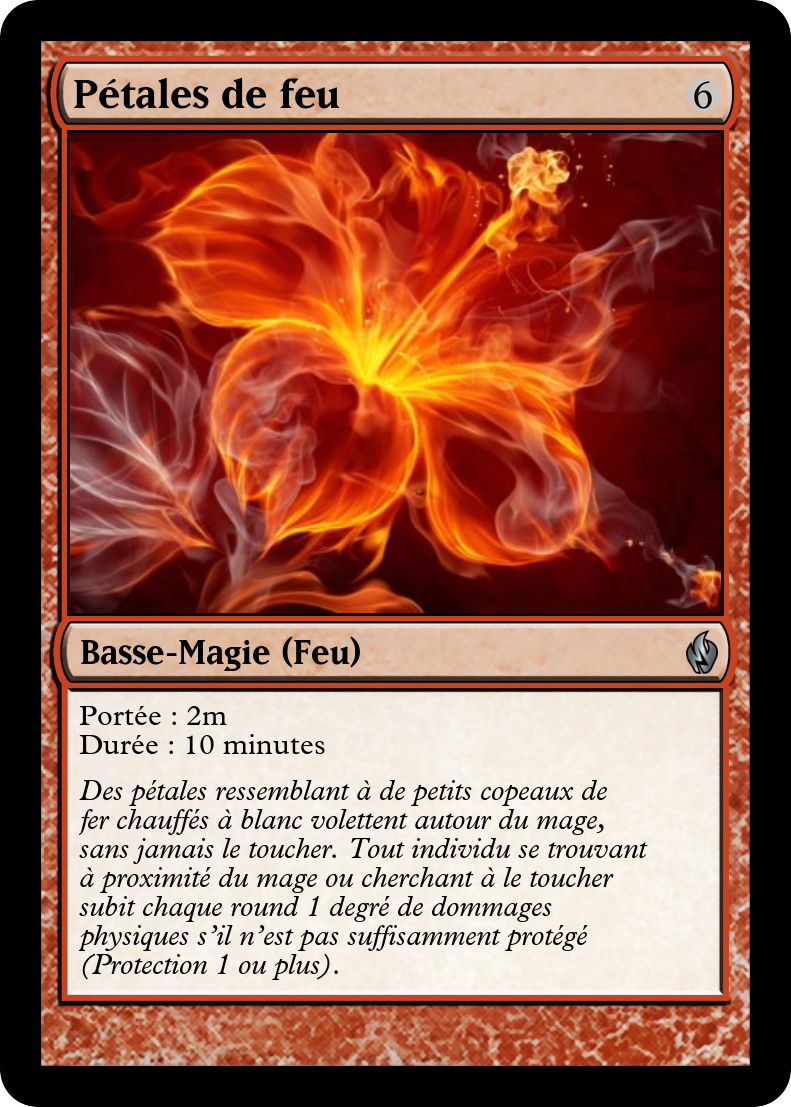 Pétales de feu
6
Basse-Magie (Feu)
Portée : 2m
Durée : 10 minutes
Des pétales ressemblant à de petits copeaux de
fer chauffés à blanc volettent autour du mage,
sans jamais le toucher. Tout individu se trouvant
à proximité du mage ou cherchant à le toucher
subit chaque round 1 degré de dommages
physiques s'il n'est pas suffisamment protégé
(Protection 1 ou plus).